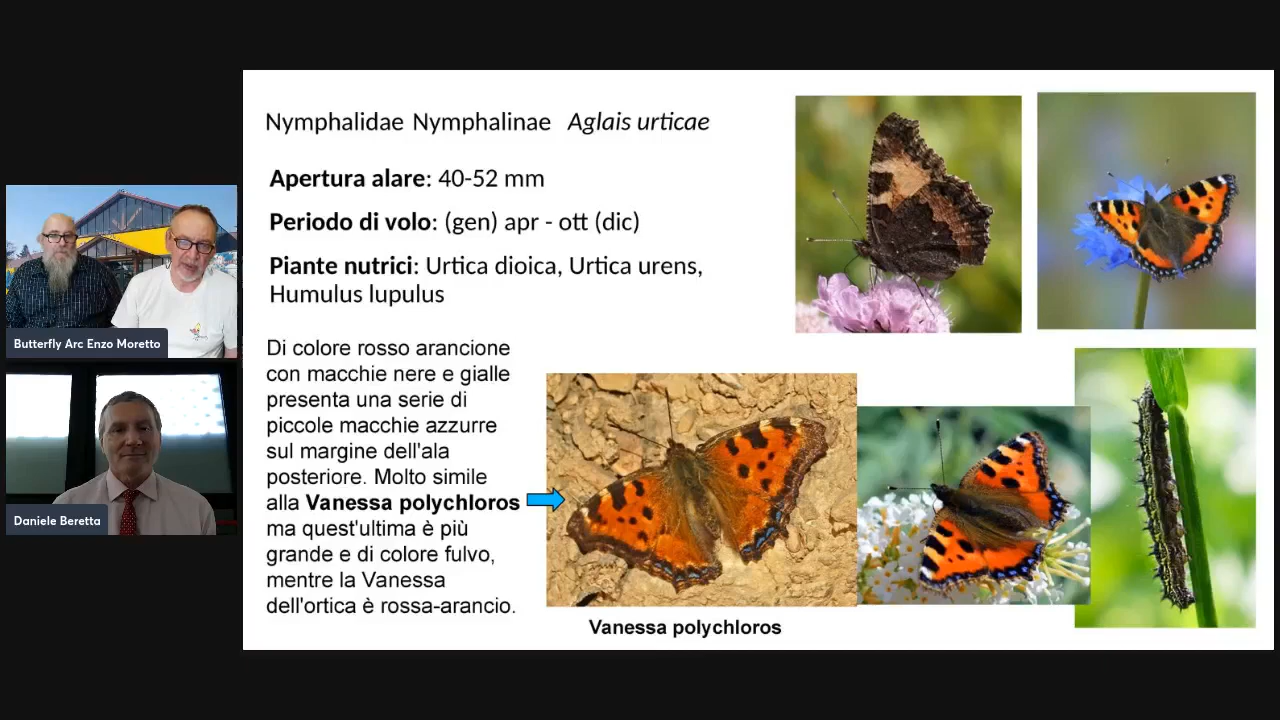 Nymphalidae Nymphalinae Aglais urticae
Apertura alare: 40-52 mm
Periodo di volo: (gen) apr - ott (dic)
Piante nutrici: Urtica dioica, Urtica urens,
Humulus lupulus
Di colore rosso arancione
con macchie nere e gialle
presenta una serie di
piccole macchie azzurre
sul margine dell'ala
posteriore. Molto simile
alla Vanessa polychloros
ma quest'ultima è più
grande e di colore fulvo,
mentre la Vanessa
dell'ortica è rossa-arancio.
Vanessa polychloros
Butterfly Arc Enzo Moretto
Daniele Beretta